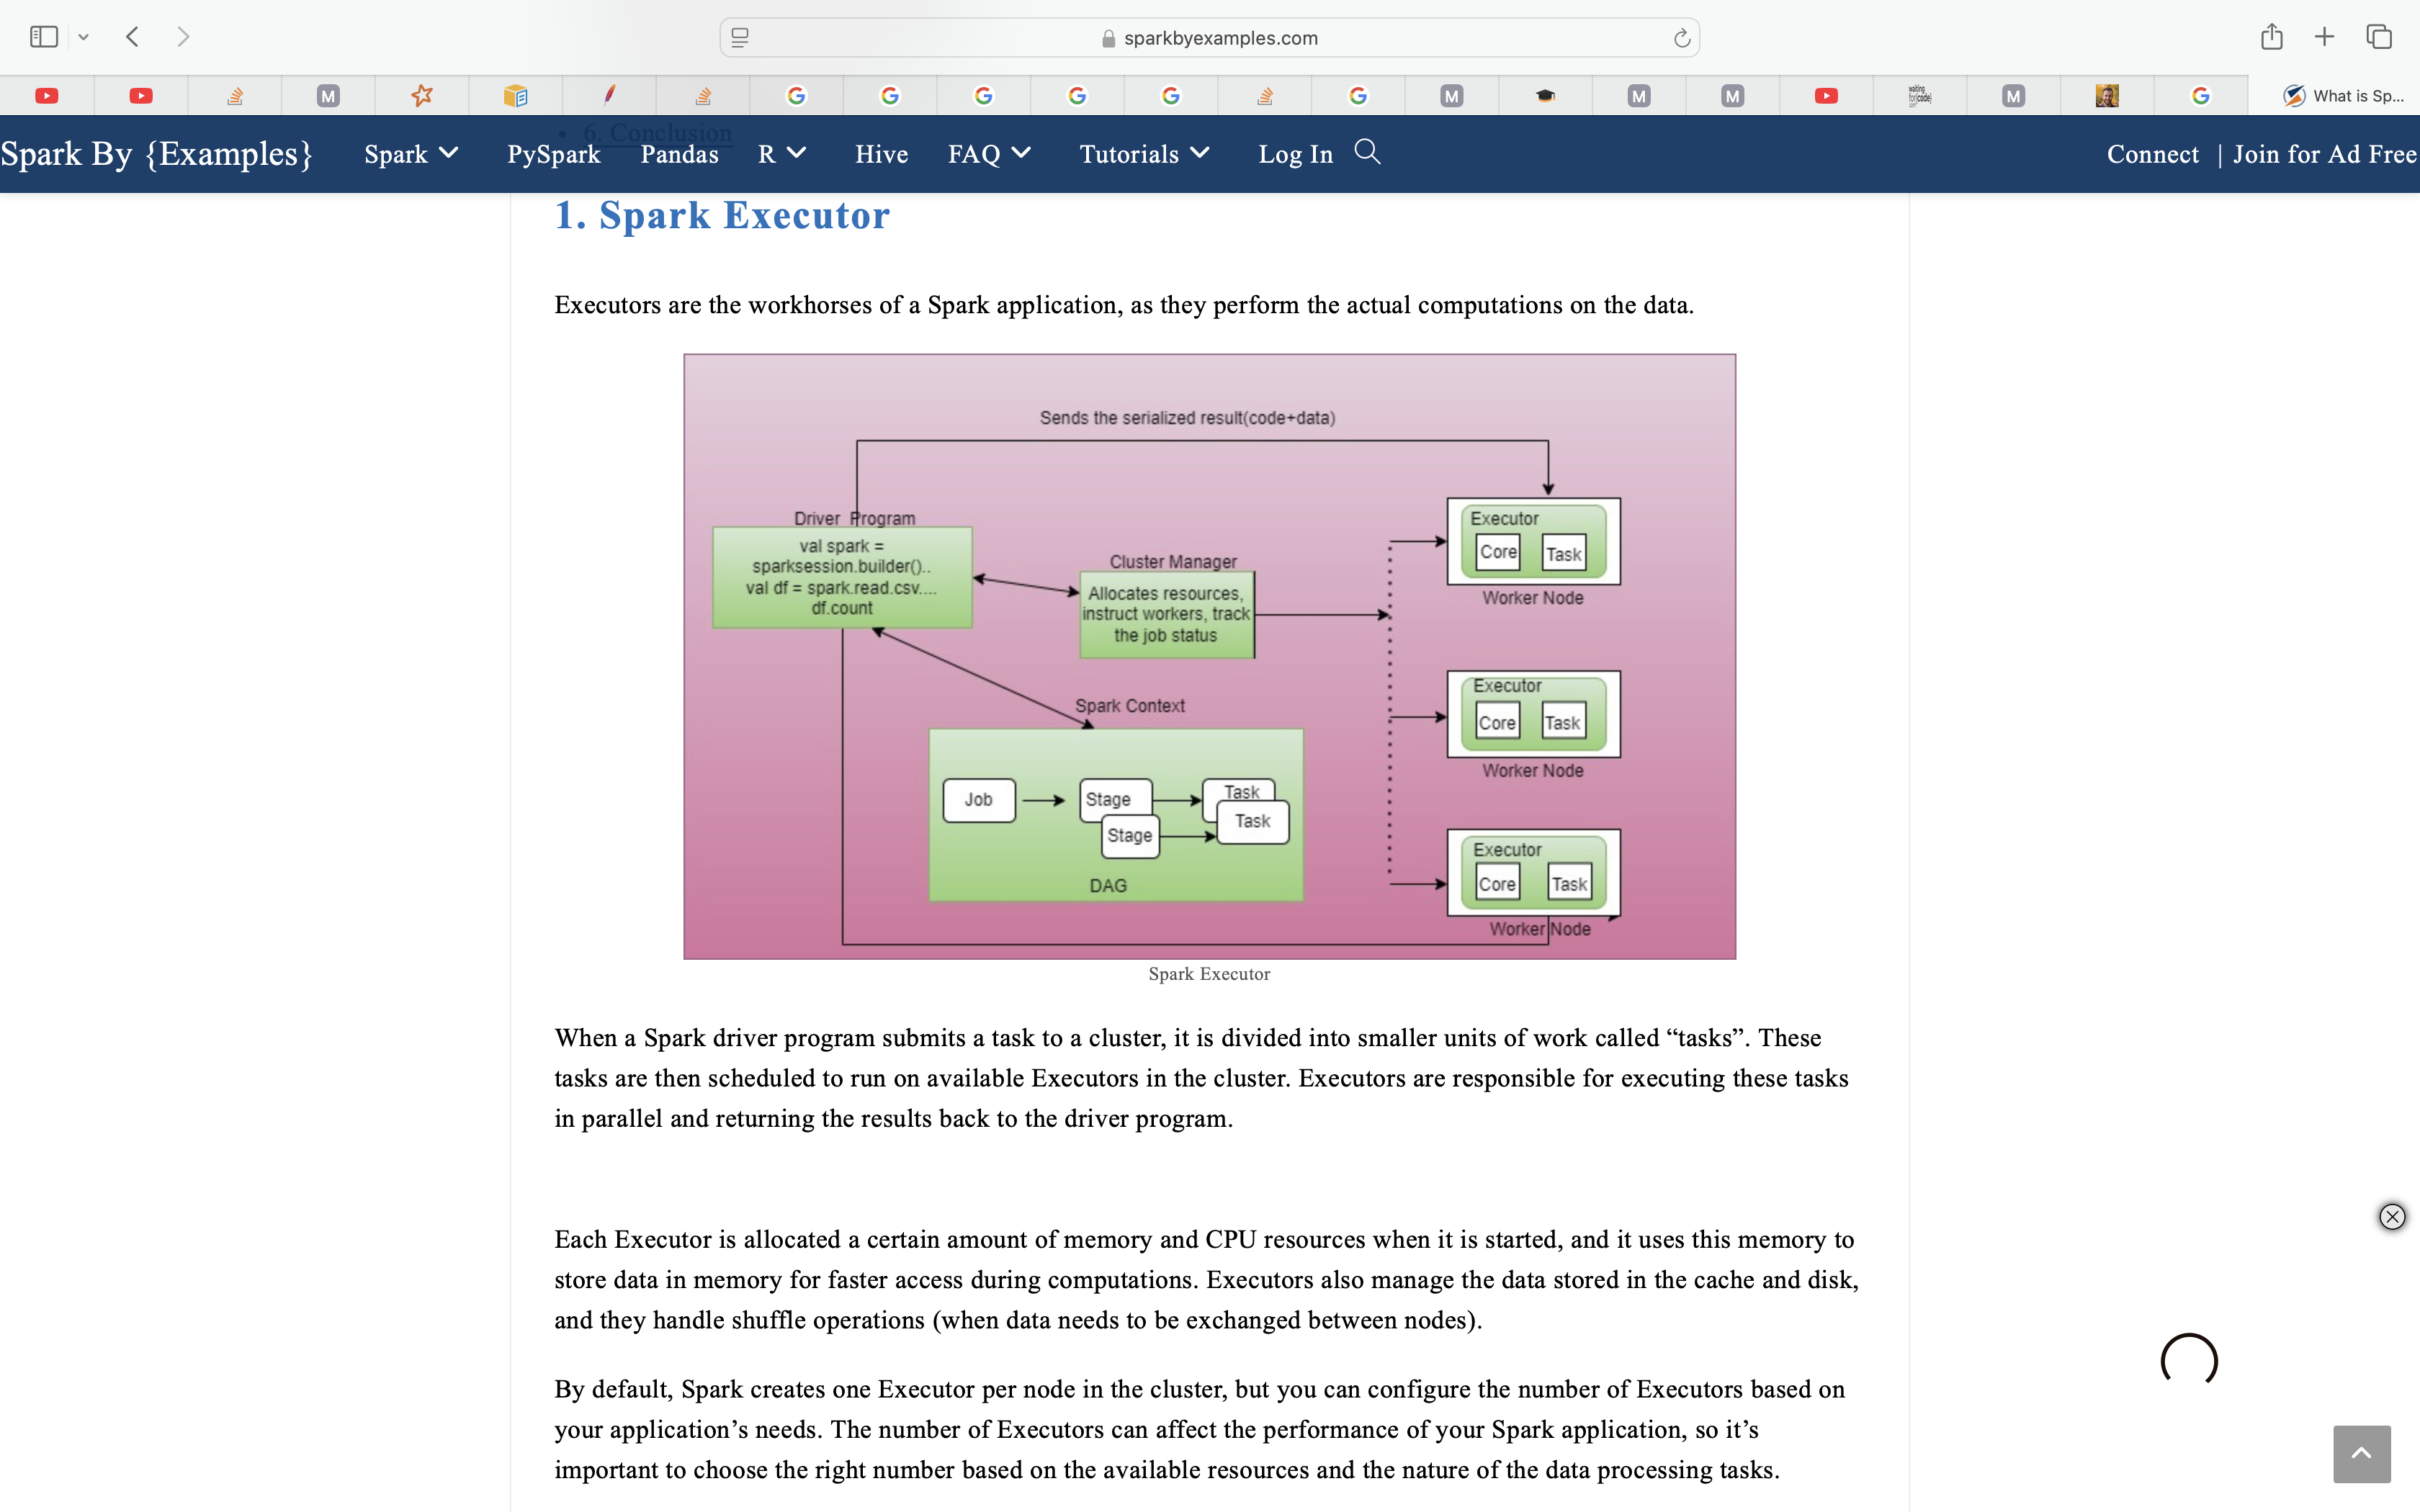 sparkbyexamples.com
M
M
M
M
waiting
for(code)
M
What is Sp...
6. Conclusion
Spark By {Examples}
Spark
PySpark
Pandas
R
Hive
FAQ
Tutorials
Log In
Connect | Join for Ad Free
1. Spark Executor
Executors are the workhorses of a Spark application, as they perform the actual computations on the data.
Sends the serialized result(code+data)
Driver Program
val spark =
sparksession.builder()..
val df = spark.read.csv....
df.count
Cluster Manager
Allocates resources,
instruct workers, track
the job status
Executor
Core
Task
Worker Node
Spark Context
Job
Stage
Stage
Task
Task
DAG
Executor
Core
Task
Worker Node
Executor
Core
Task
Worker Node
Spark Executor
When a Spark driver program submits a task to a cluster, it is divided into smaller units of work called “tasks”. These
tasks are then scheduled to run on available Executors in the cluster. Executors are responsible for executing these tasks
in parallel and returning the results back to the driver program.
Each Executor is allocated a certain amount of memory and CPU resources when it is started, and it uses this memory to
store data in memory for faster access during computations. Executors also manage the data stored in the cache and disk,
and they handle shuffle operations (when data needs to be exchanged between nodes).
By default, Spark creates one Executor per node in the cluster, but you can configure the number of Executors based on
your application’s needs. The number of Executors can affect the performance of your Spark application, so it’s
important to choose the right number based on the available resources and the nature of the data processing tasks.